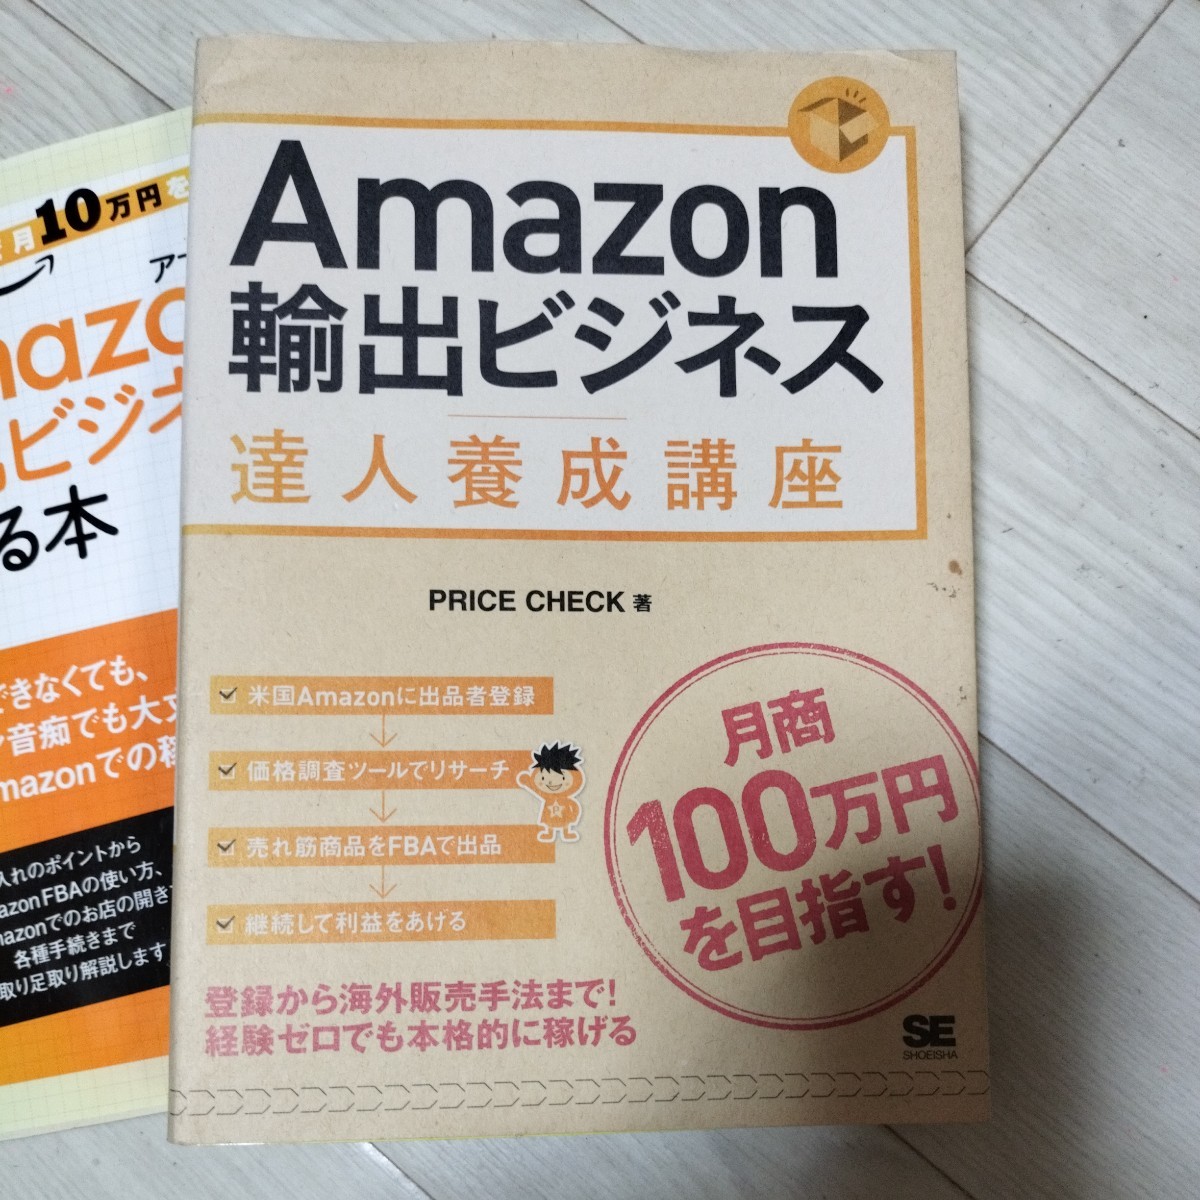 Amazon
輸出ビジネス
達人養成講座
PRICE CHECK 著
米国Amazonに出品者登録
価格調査ツールでリサーチ
売れ筋商品をFBAで出品
継続して利益をあける
月商
100万円
を目指す!
登録から海外販売手法まで!
経験ゼロでも本格的に稼げる
SE
SHOEISHA
月10万円を
アー
mazo
ビジネ
る本
できなくても、
音痴でも大丈
mazonでの稼
入れのポイントから
azon FBAの使い方、
mazonでのお店の開き方
各種手続きまで
取り足取り解説します。